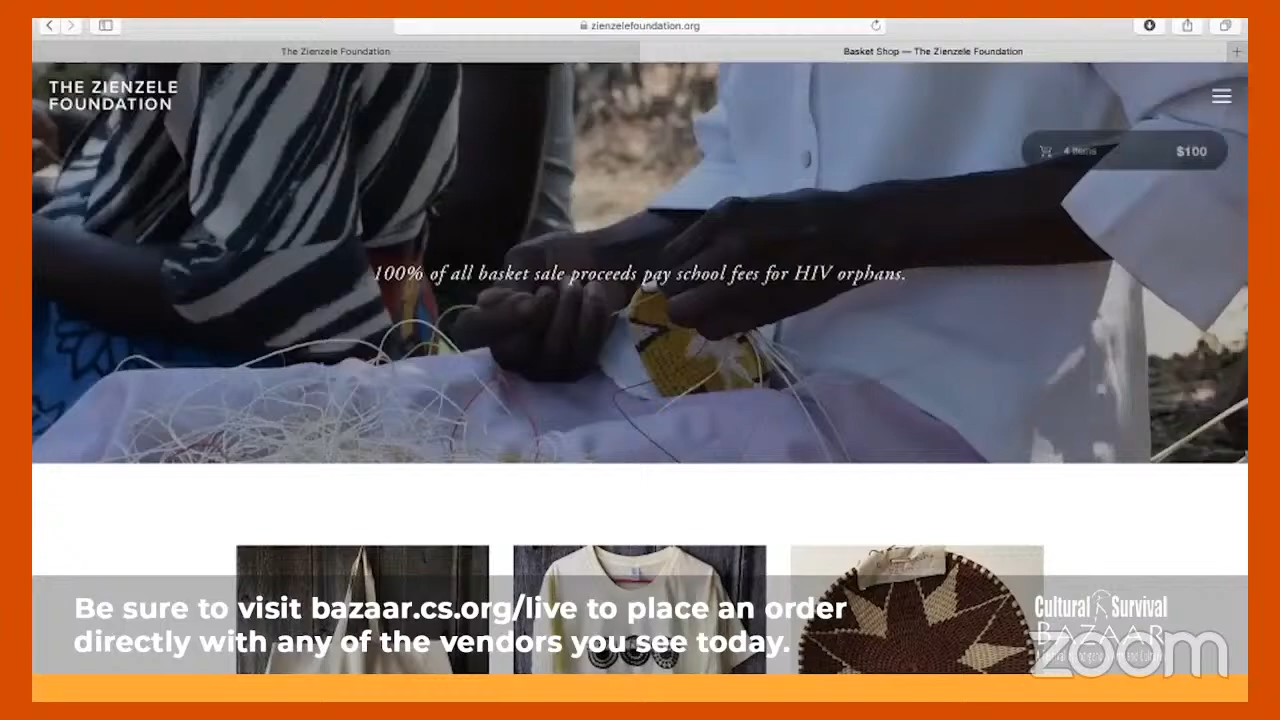 zienzelefoundation.org
The Zienzele Foundation
Basket Shop — The Zienzele Foundation
THE ZIENZELE
FOUNDATION
4 items $100
100% of all basket sale proceeds pay school fees for HIV orphans.
Be sure to visit bazaar.cs.org/live to place an order
directly with any of the vendors you see today.
Cultural Survival
BAZAAR
zoom